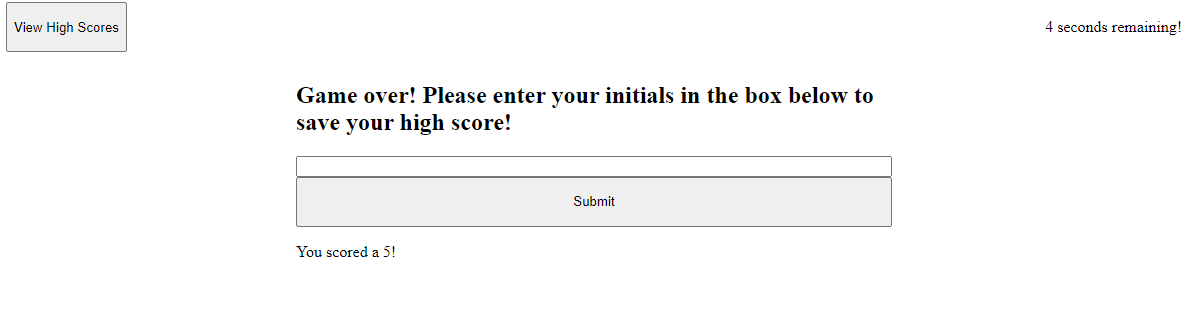 View High Scores
4 seconds remaining!
Game over! Please enter your initials in the box below to
save your high score!
Submit
You scored a 5!